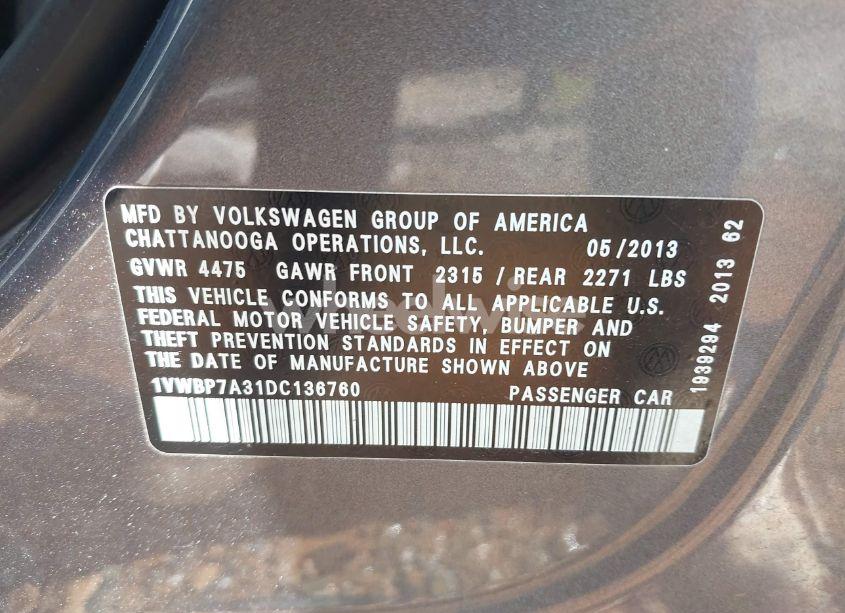 MFD BY VOLKSWAGEN GROUP OF AMERICA
CHATTANOOGA OPERATIONS, LLC. 05/2013
GVWR 4475 GAWR FRONT 2315 / REAR 2271 LBS
THIS VEHICLE CONFORMS TO ALL APPLICABLE U.S.
FEDERAL MOTOR VEHICLE SAFETY, BUMPER AND
THEFT PREVENTION STANDARDS IN EFFECT ON
THE DATE OF MANUFACTURE SHOWN ABOVE
1VWBP7A31DC136760 PASSENGER CAR
1939294 2013 62